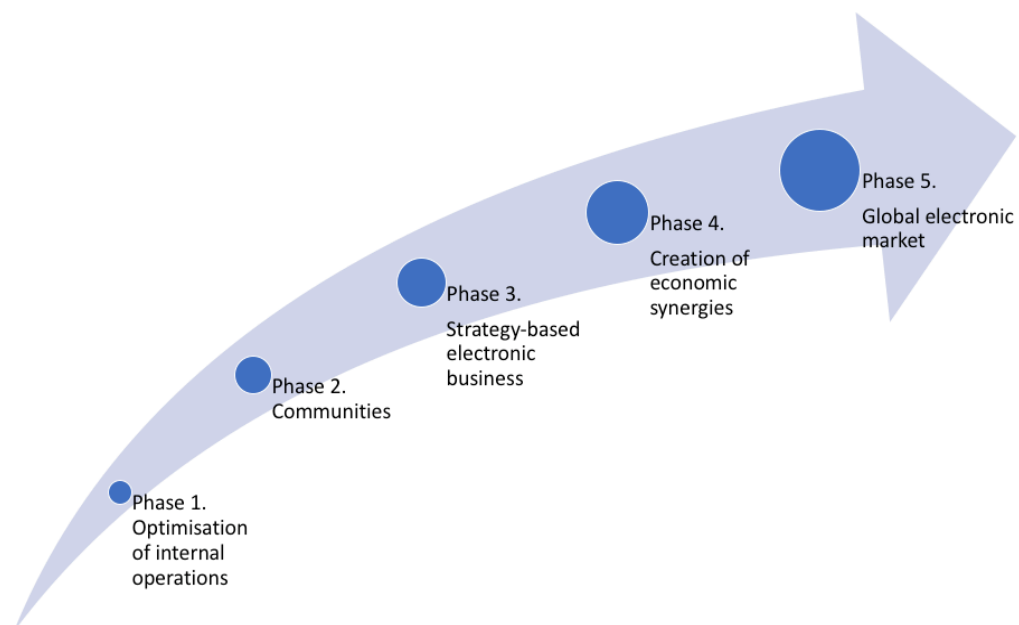 Phase 1.
Optimisation
of internal
operations
Phase 2.
Communities
Phase 3.
Strategy-based
electronic
business
Phase 4.
Creation of
economic
synergies
Phase 5.
Global electronic
market